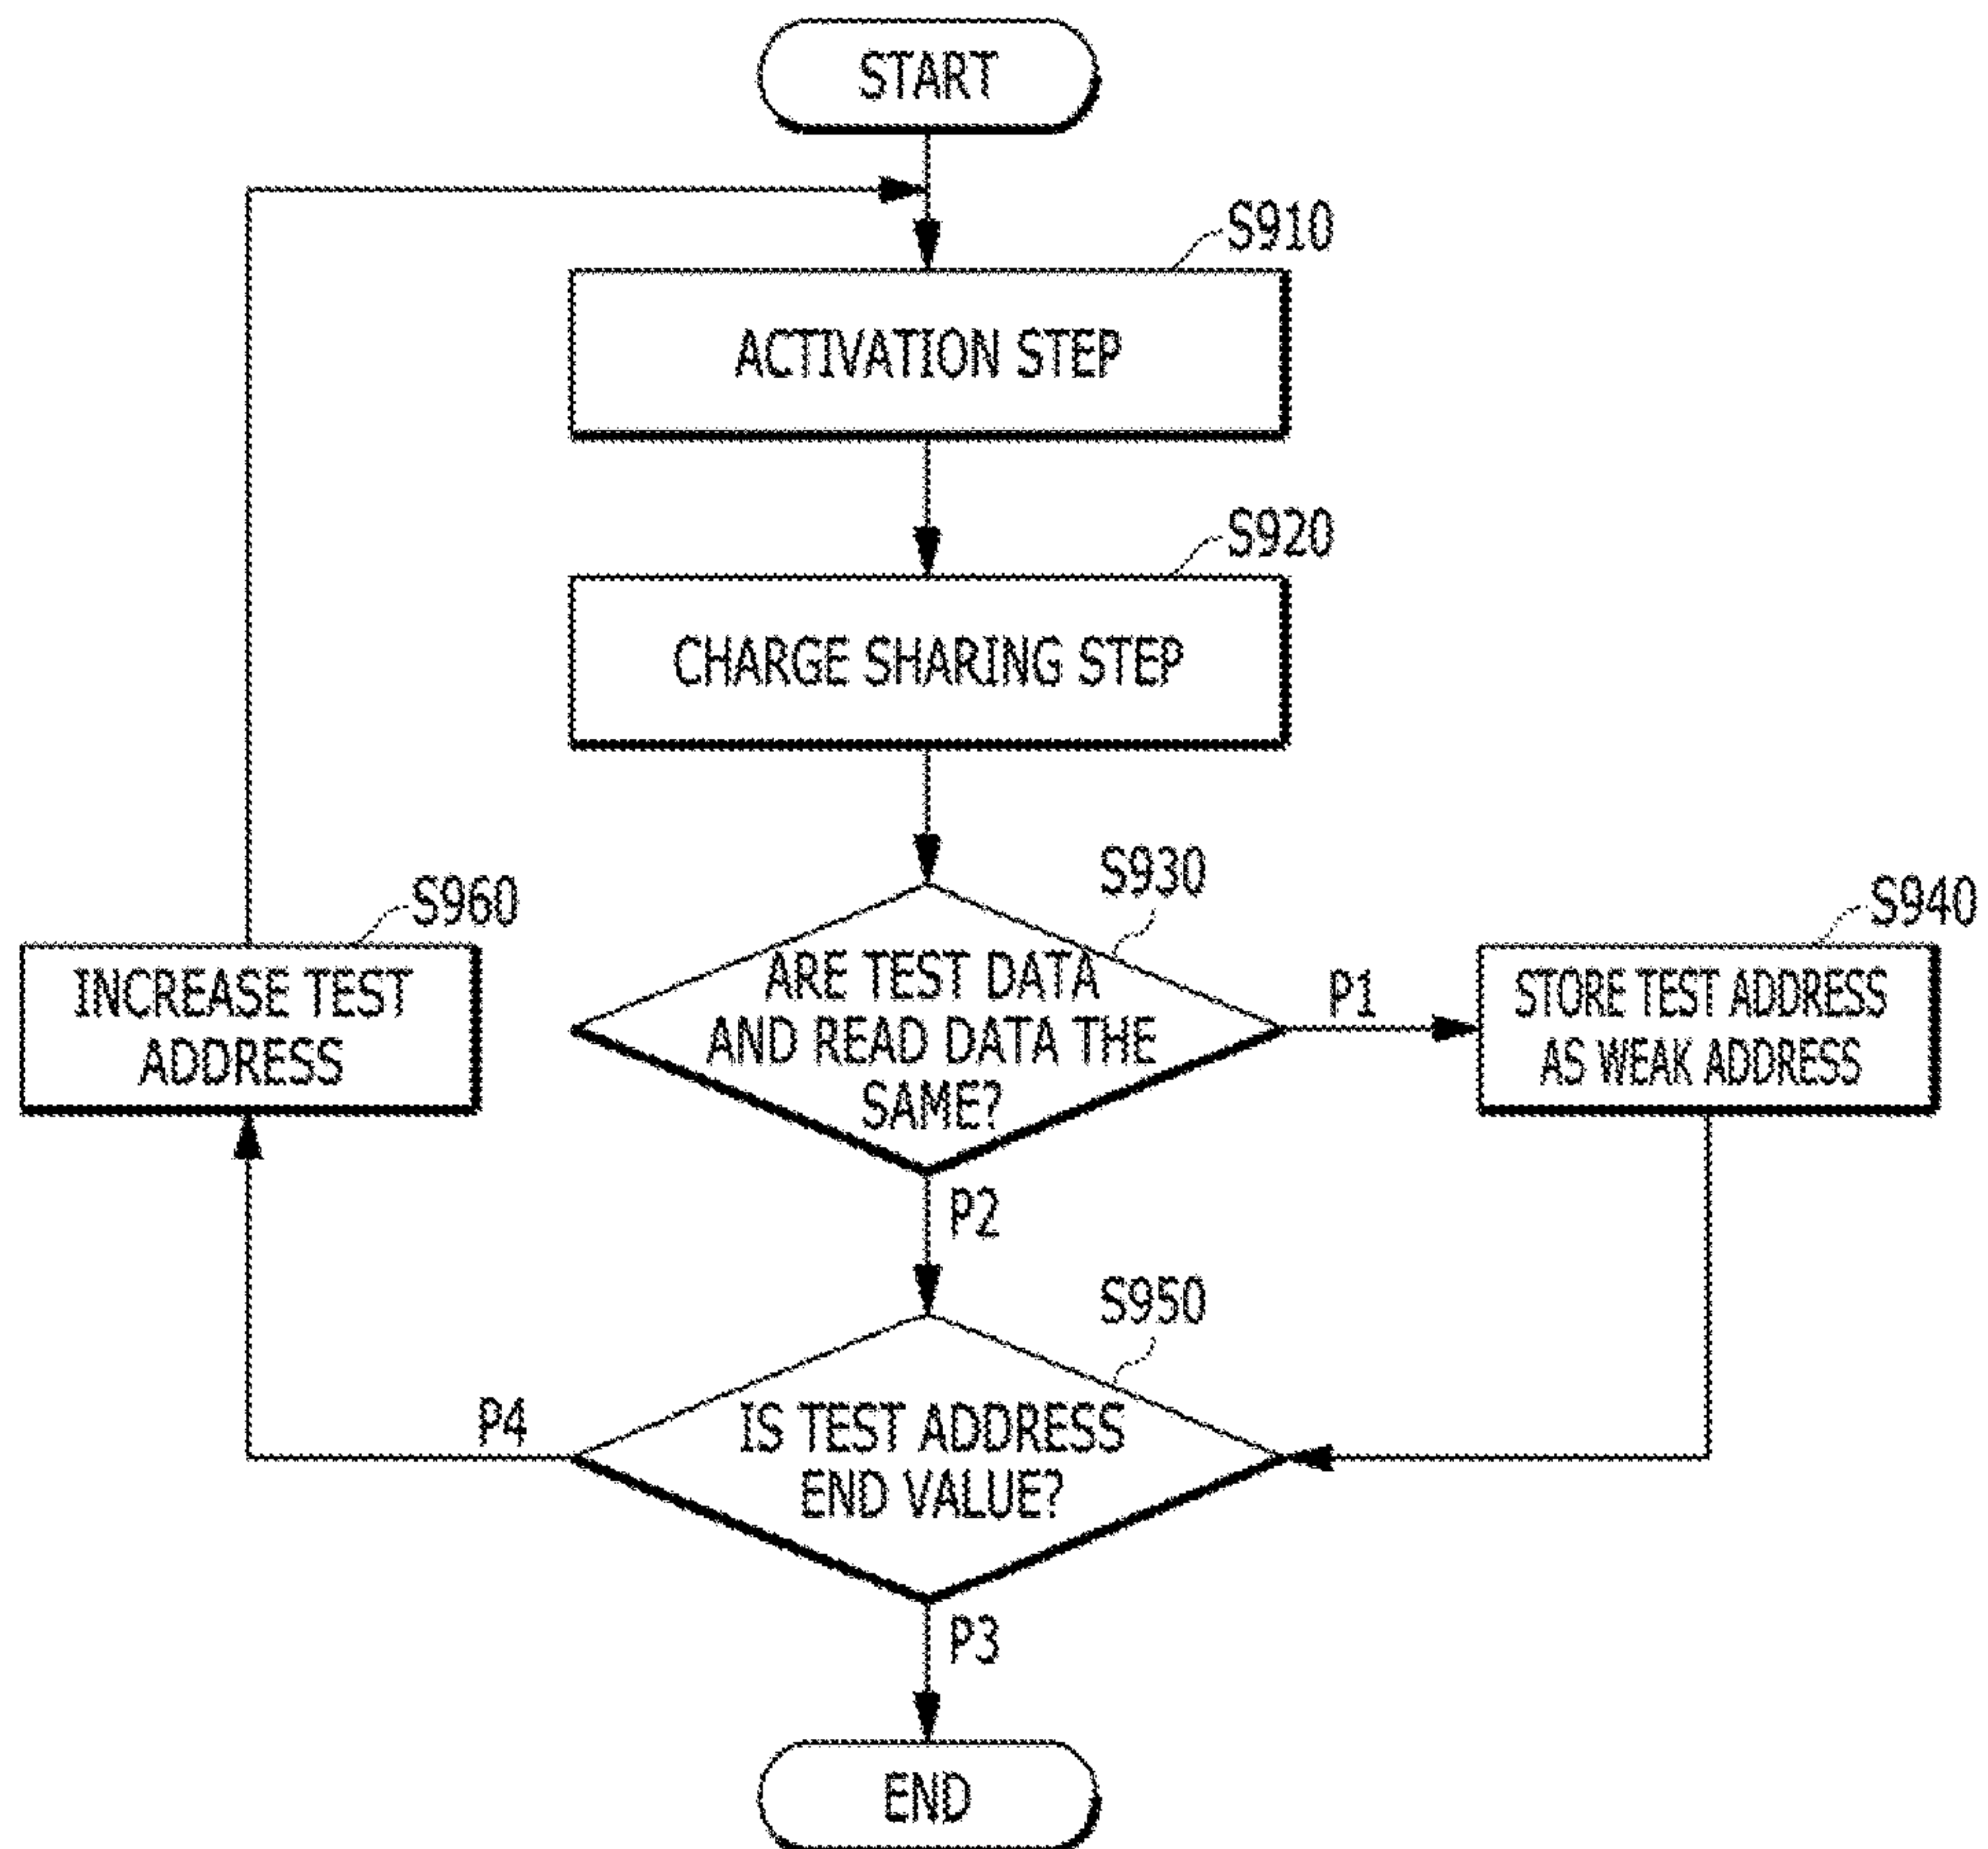 START
S910
ACTIVATION STEP
S920
CHARGE SHARING STEP
S930
ARE TEST DATA
AND READ DATA THE
SAME?
P1
S940
STORE TEST ADDRESS
AS WEAK ADDRESS
S960
INCREASE TEST
ADDRESS
P2
S950
IS TEST ADDRESS
END VALUE?
P4
P3
END